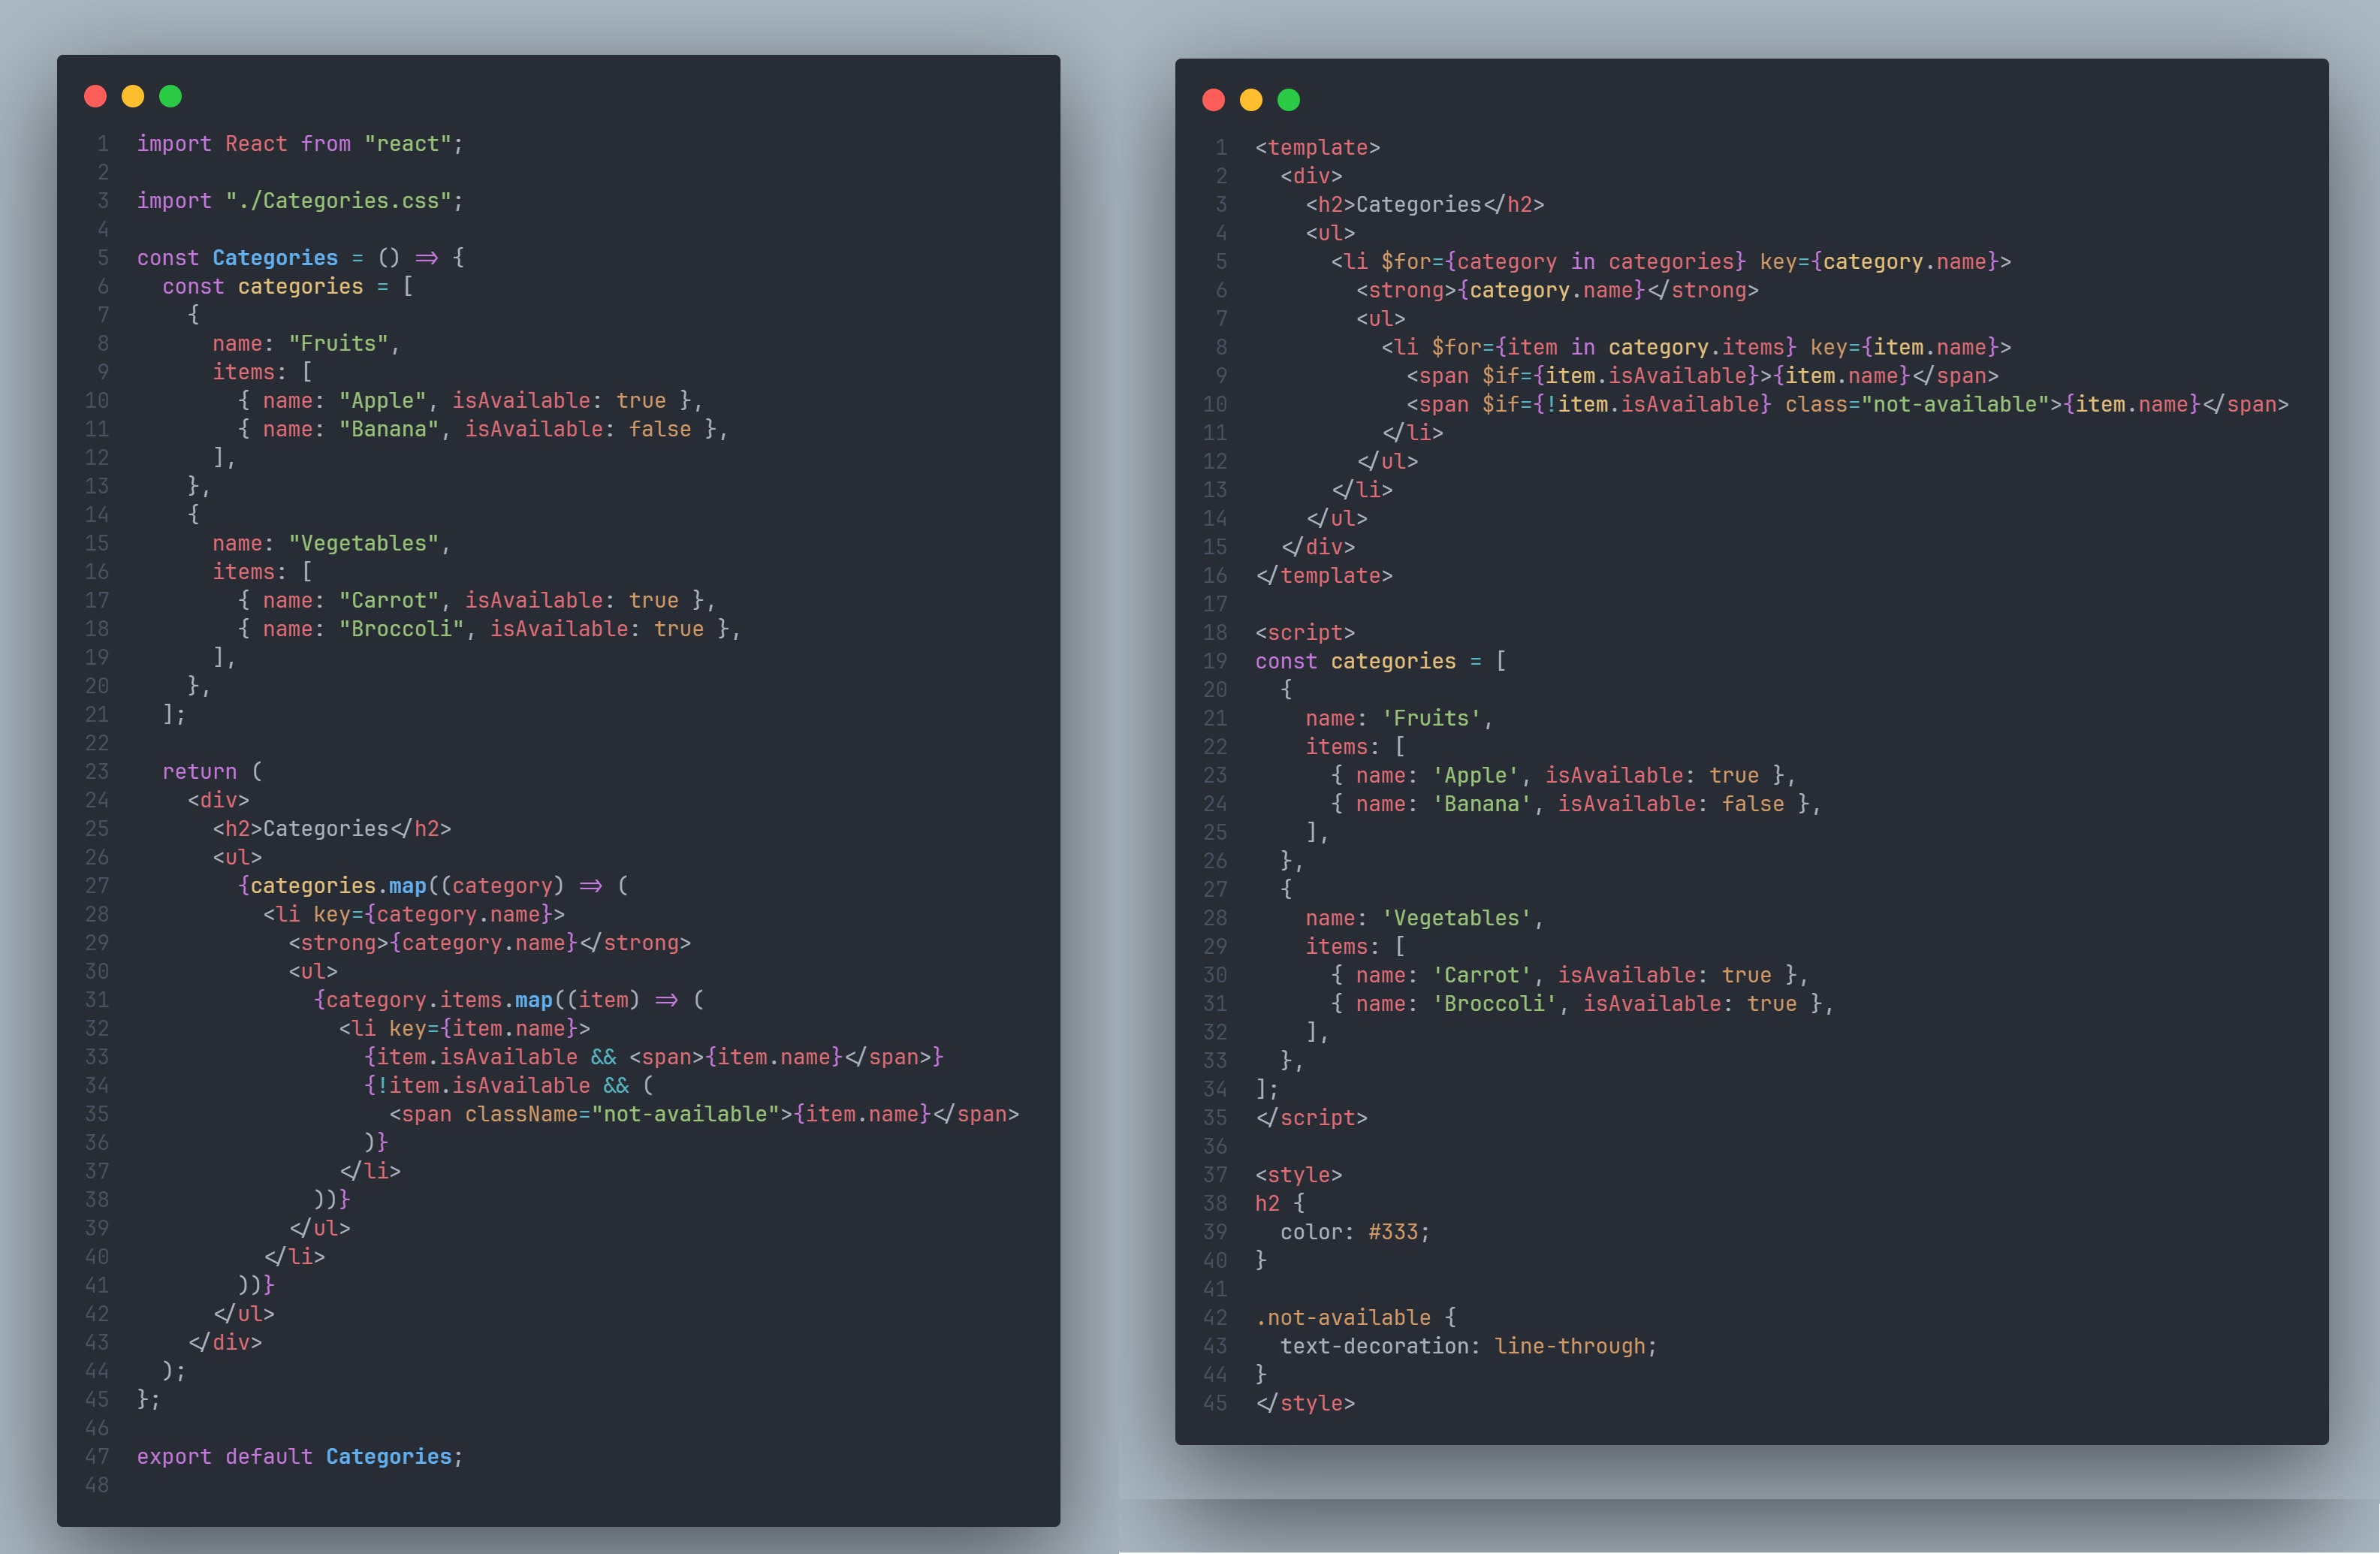 1 import React from "react";
2
3 import "./Categories.css";
4
5 const Categories = () => {
6   const categories = [
7     {
8       name: "Fruits",
9       items: [
10         { name: "Apple", isAvailable: true },
11         { name: "Banana", isAvailable: false },
12       ],
13     },
14     {
15       name: "Vegetables",
16       items: [
17         { name: "Carrot", isAvailable: true },
18         { name: "Broccoli", isAvailable: true },
19       ],
20     },
21   ];
22
23   return (
24     <div>
25       <h2>Categories</h2>
26       <ul>
27         {categories.map((category) => (
28           <li key={category.name}>
29             <strong>{category.name}</strong>
30             <ul>
31               {category.items.map((item) => (
32                 <li key={item.name}>
33                   {item.isAvailable && <span>{item.name}</span>}
34                   {!item.isAvailable && (
35                     <span className="not-available">{item.name}</span>
36                   )}
37                 </li>
38               ))}
39             </ul>
40           </li>
41         ))}
42       </ul>
43     </div>
44   );
45 };
46
47 export default Categories;
48
1 <template>
2   <div>
3     <h2>Categories</h2>
4     <ul>
5       <li $for={category in categories} key={category.name}>
6         <strong>{category.name}</strong>
7         <ul>
8           <li $for={item in category.items} key={item.name}>
9             <span $if={item.isAvailable}>{item.name}</span>
10             <span $if={!item.isAvailable} class="not-available">{item.name}</span>
11           </li>
12         </ul>
13       </li>
14     </ul>
15   </div>
16 </template>
17
18 <script>
19 const categories = [
20   {
21     name: 'Fruits',
22     items: [
23       { name: 'Apple', isAvailable: true },
24       { name: 'Banana', isAvailable: false },
25     ],
26   },
27   {
28     name: 'Vegetables',
29     items: [
30       { name: 'Carrot', isAvailable: true },
31       { name: 'Broccoli', isAvailable: true },
32     ],
33   },
34 ];
35 </script>
36
37 <style>
38 h2 {
39   color: #333;
40 }
41
42 .not-available {
43   text-decoration: line-through;
44 }
45 </style>